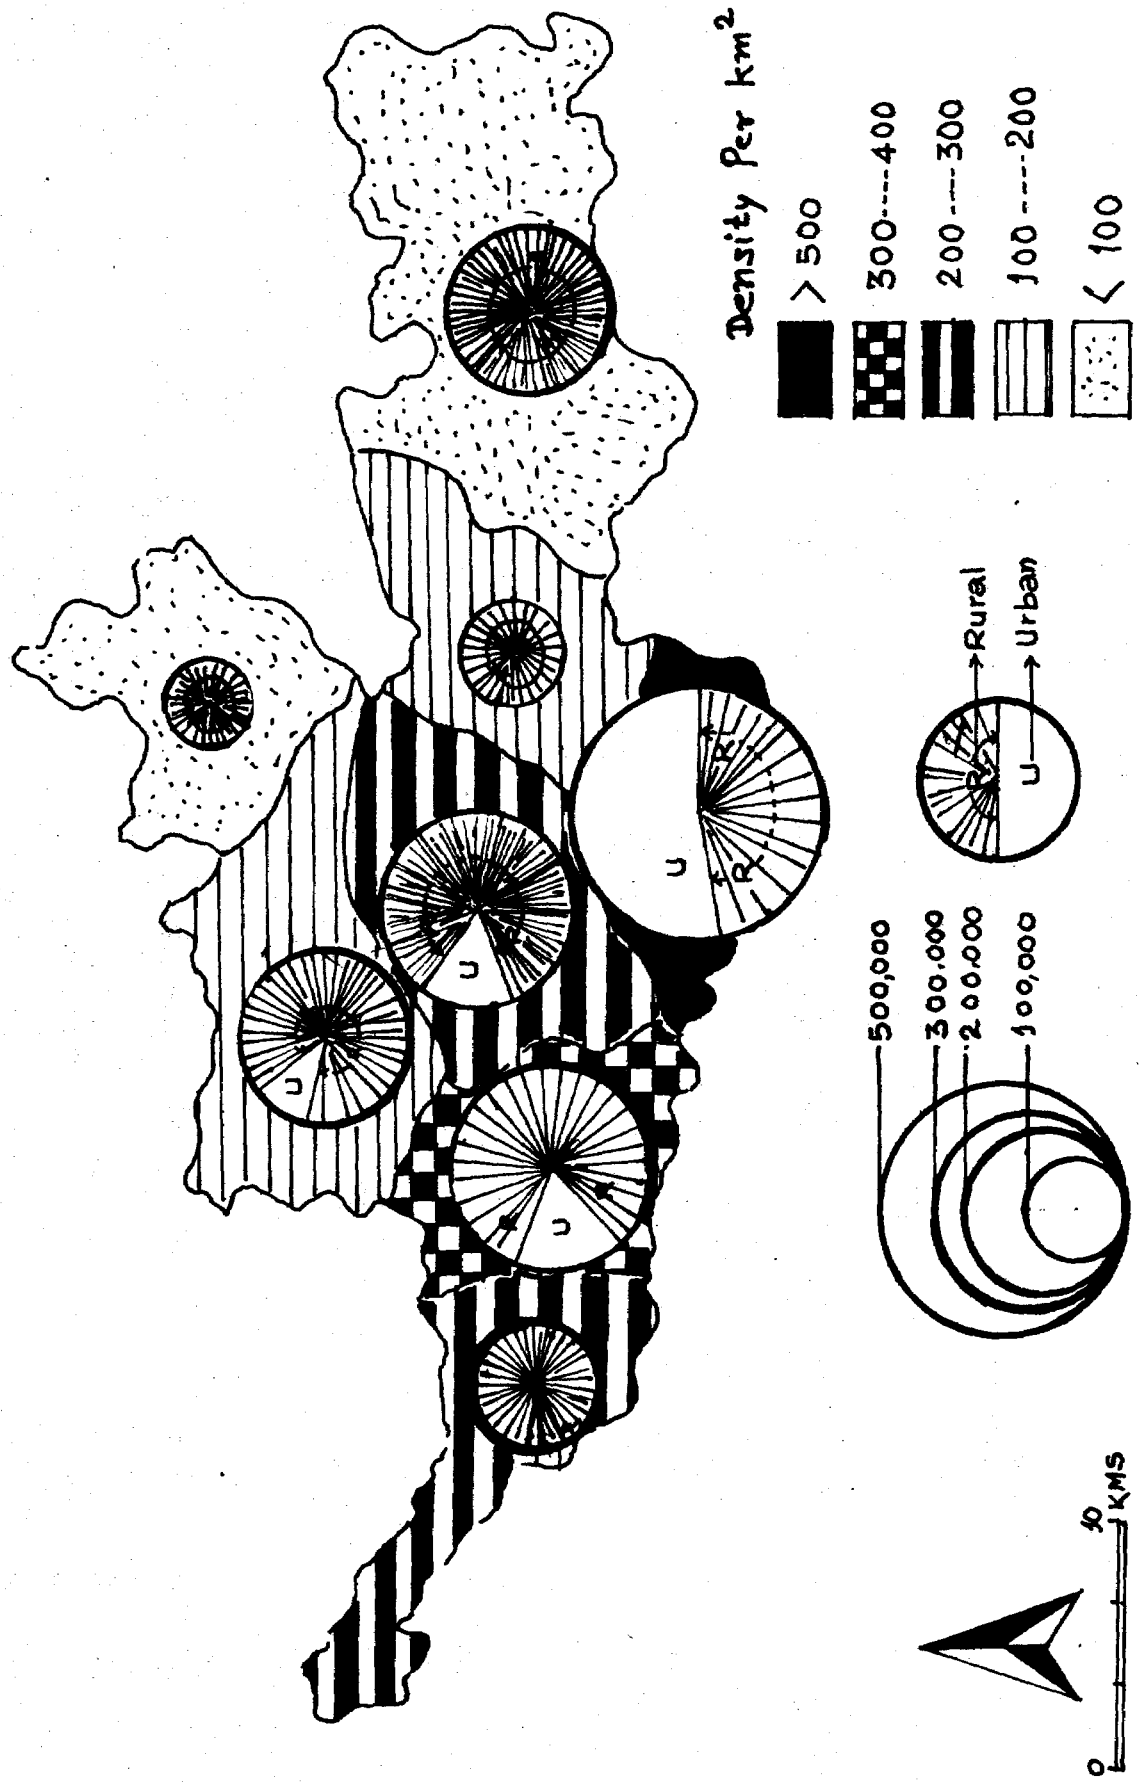 U
R
U
R
U
R
U
R
R
Density Per km²
> 500
300----400
200---300
100----200
< 100
R
U
Rural
Urban
500,000
300.000
200.000
100,000
0
10
KMS